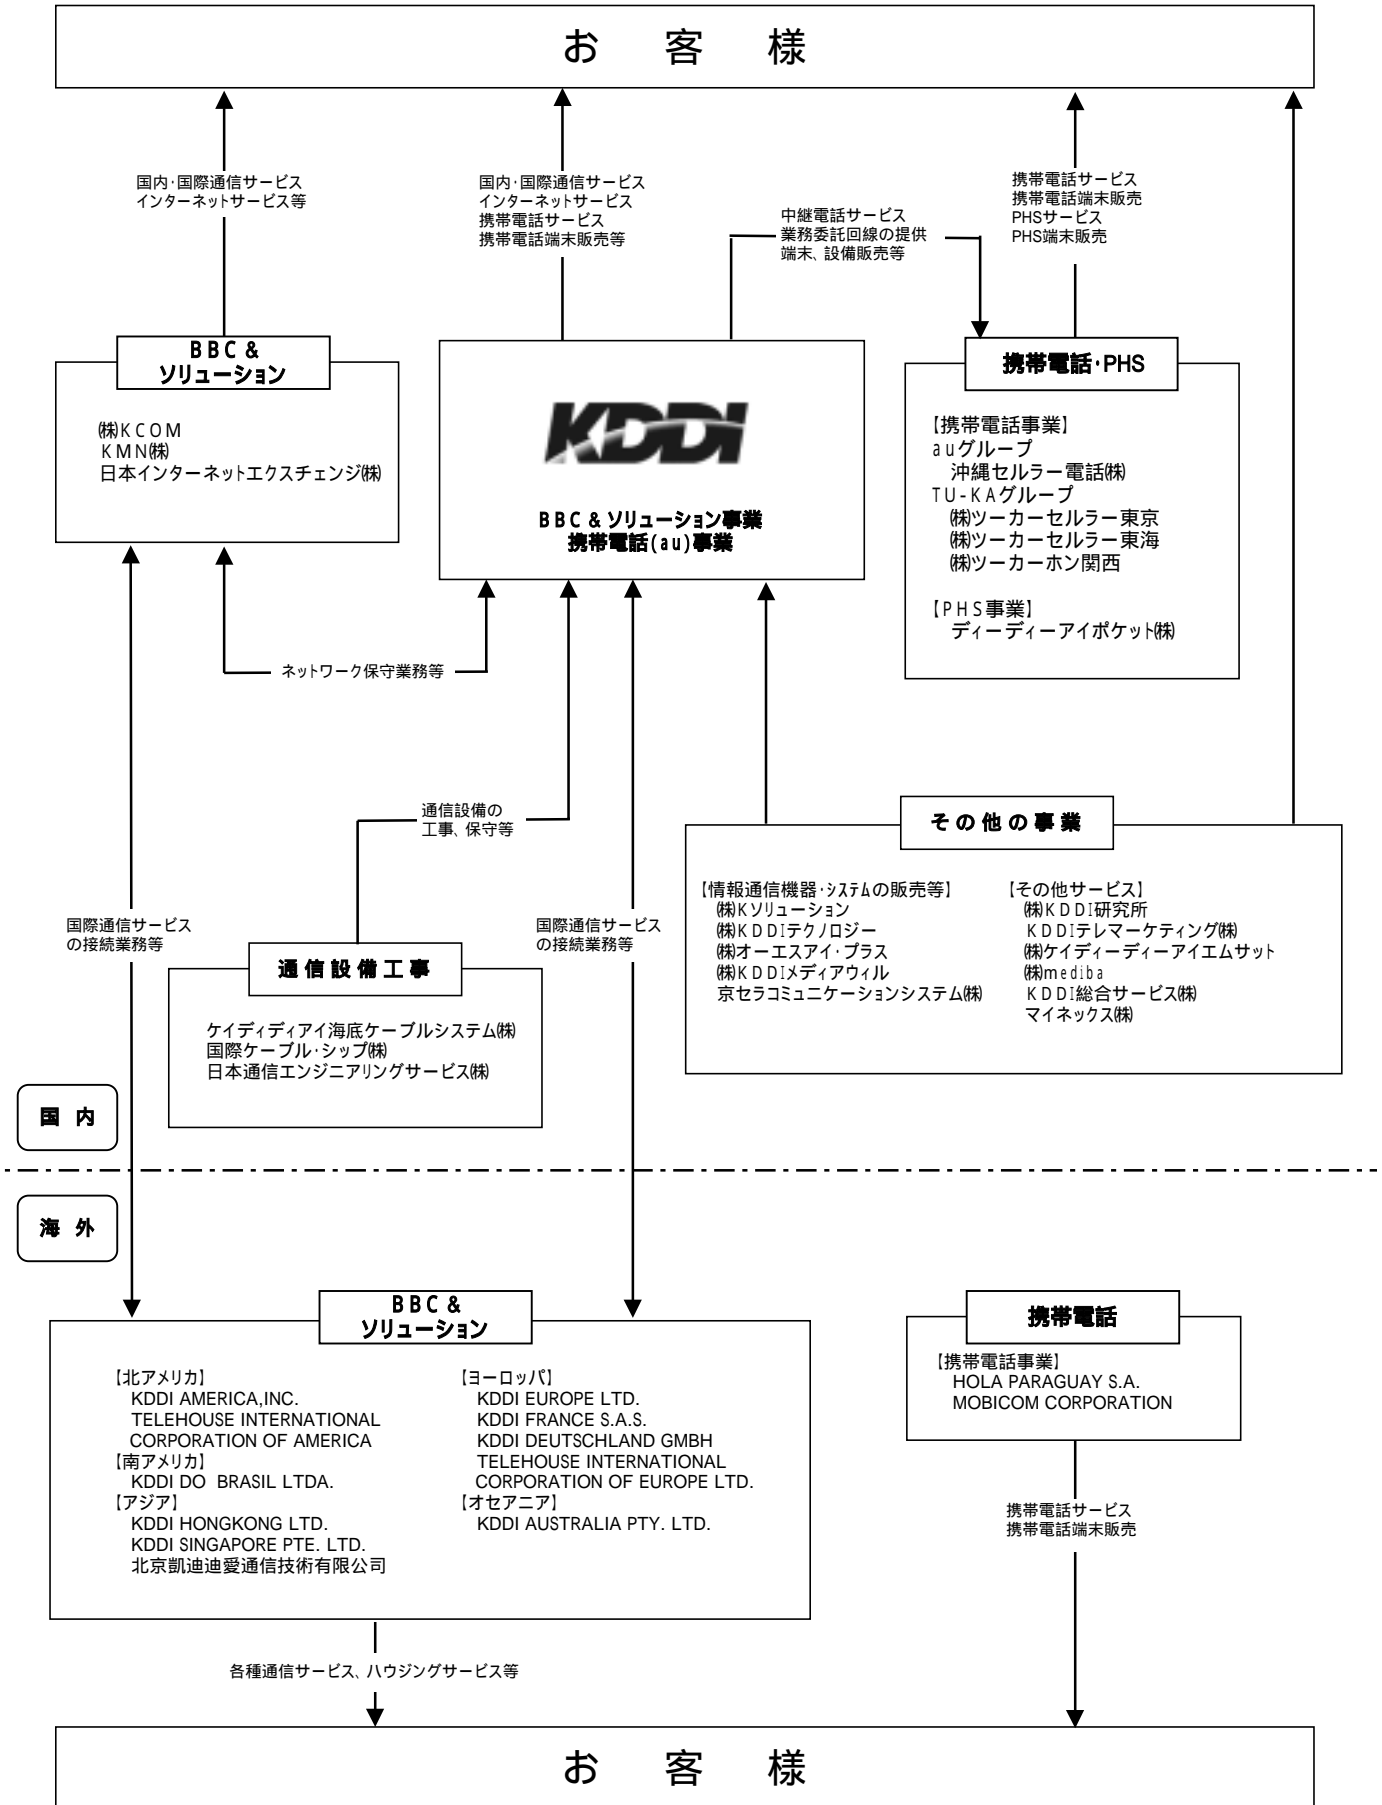 お 客 様
国内・国際通信サービス
インターネットサービス等
国内・国際通信サービス
インターネットサービス
携帯電話サービス
携帯電話端末販売等
中継電話サービス
業務委託回線の提供
端末、設備販売等
携帯電話サービス
携帯電話端末販売
PHSサービス
PHS端末販売
BBC&
ソリューション
㈱KCOM
KMN㈱
日本インターネットエクスチェンジ㈱
KDDI
BBC&ソリューション事業
携帯電話(au)事業
携帯電話・PHS
【携帯電話事業】
auグループ
沖縄セルラー電話㈱
TU-KAグループ
㈱ツーカーセルラー東京
㈱ツーカーセルラー東海
㈱ツーカーホン関西
【PHS事業】
ディーディーアイポケット㈱
ネットワーク保守業務等
通信設備の
工事、保守等
国際通信サービス
の接続業務等
国際通信サービス
の接続業務等
通信設備工事
ケイディディアイ海底ケーブルシステム㈱
国際ケーブル・シップ㈱
日本通信エンジニアリングサービス㈱
その他の事業
【情報通信機器・システムの販売等】
㈱Kソリューション
㈱KDDIテクノロジー
㈱オーエスアイ・プラス
㈱KDDIメディアウィル
京セラコミュニケーションシステム㈱
【その他サービス】
㈱KDDI研究所
KDDIテレマーケティング㈱
㈱ケイディーディーアイエムサット
㈱mediba
KDDI総合サービス㈱
マイネックス㈱
国 内
海 外
BBC&
ソリューション
【北アメリカ】
KDDI AMERICA,INC.
TELEHOUSE INTERNATIONAL
CORPORATION OF AMERICA
【南アメリカ】
KDDI DO BRASIL LTDA.
【アジア】
KDDI HONGKONG LTD.
KDDI SINGAPORE PTE. LTD.
北京凱迪迪愛通信技術有限公司
【ヨーロッパ】
KDDI EUROPE LTD.
KDDI FRANCE S.A.S.
KDDI DEUTSCHLAND GMBH
TELEHOUSE INTERNATIONAL
CORPORATION OF EUROPE LTD.
【オセアニア】
KDDI AUSTRALIA PTY. LTD.
携帯電話
【携帯電話事業】
HOLA PARAGUAY S.A.
MOBICOM CORPORATION
携帯電話サービス
携帯電話端末販売
各種通信サービス、ハウジングサービス等
お 客 様